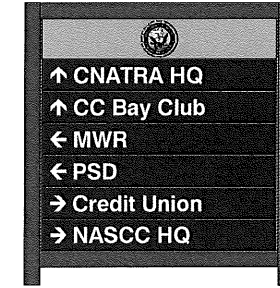 ↑ CNATRA HQ
↑ CC Bay Club
← MWR
← PSD
→ Credit Union
→ NASCC HQ